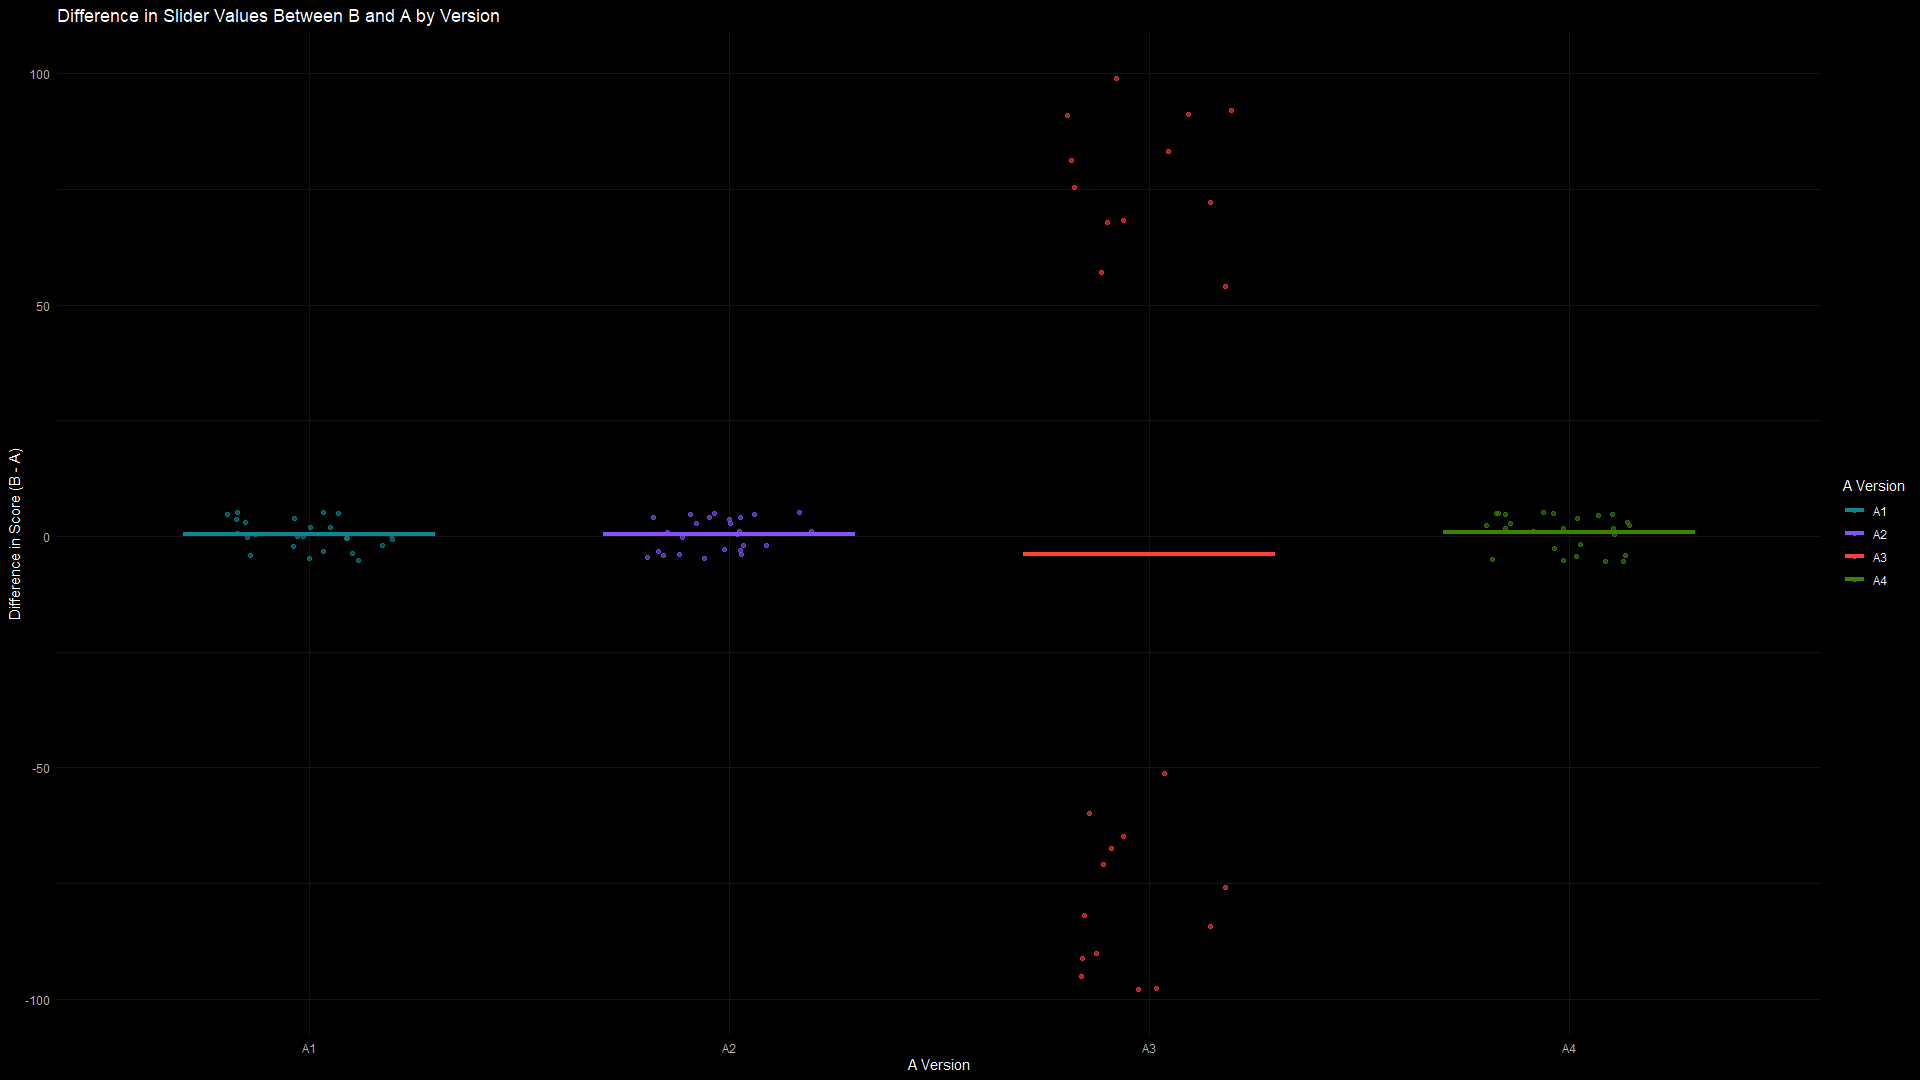 Difference in Slider Values Between B and A by Version
100
50
0
-50
-100
Difference in Score (B - A)
A1
A2
A3
A4
A Version
A Version
A1
A2
A3
A4